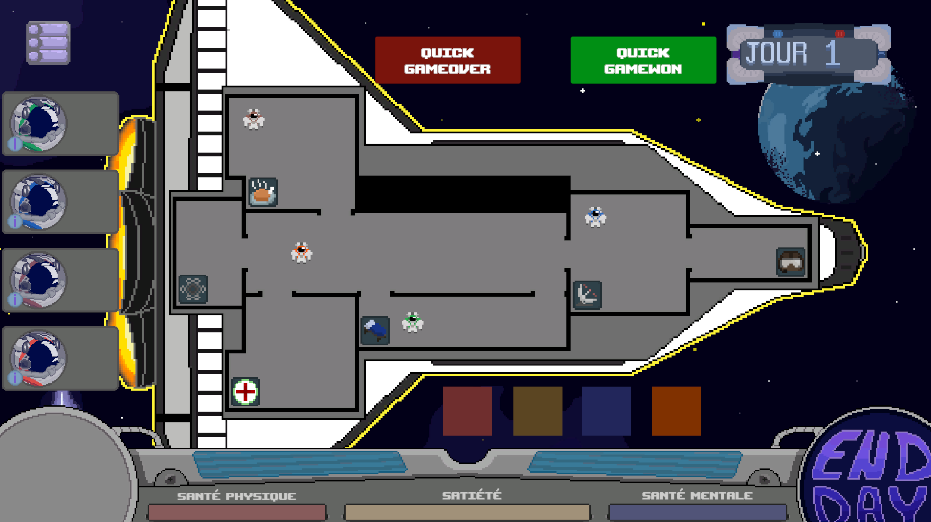 QUICK
GAMEOVER
QUICK
GAMEWON
JOUR 1
i
i
i
i
END
DAY
SANTÉ PHYSIQUE
SATIÉTÉ
SANTÉ MENTALE